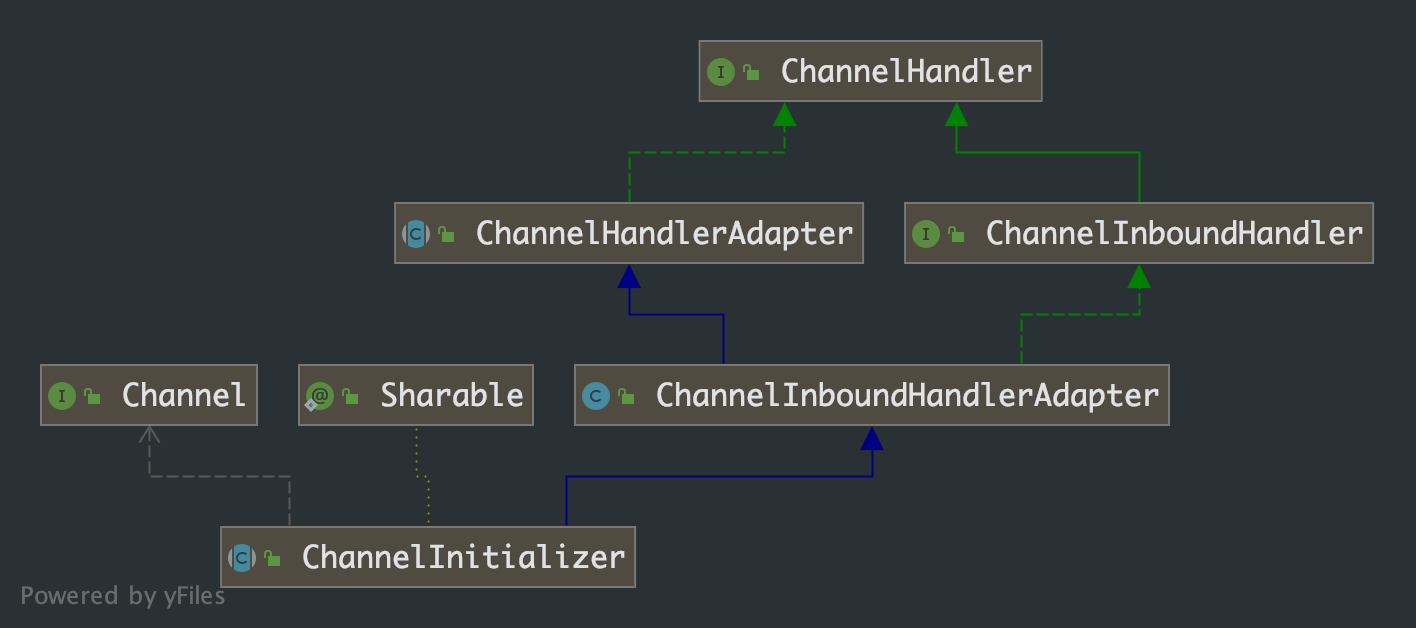 I ChannelHandler
C ChannelHandlerAdapter
I ChannelInboundHandler
I Channel
@ Sharable
C ChannelInboundHandlerAdapter
C ChannelInitializer
Powered by yFiles